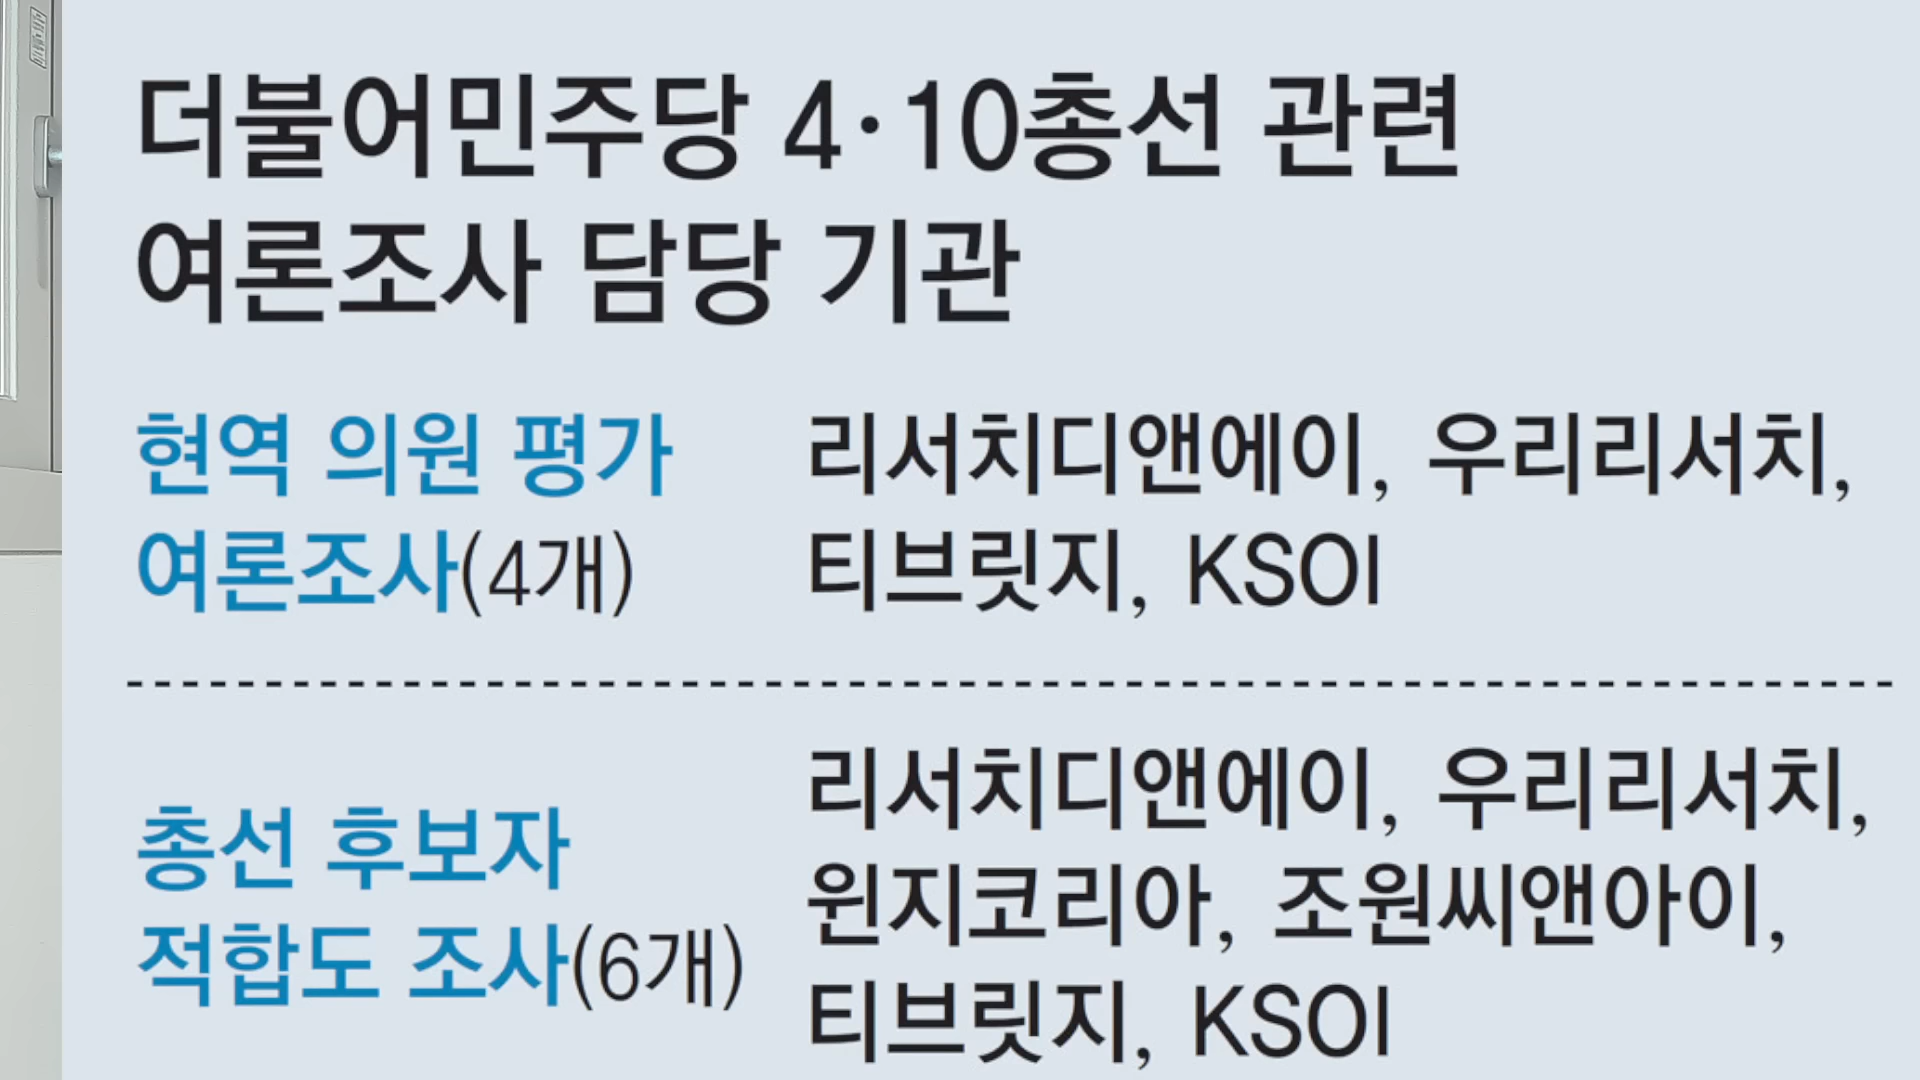 더불어민주당 4·10총선 관련
여론조사 담당 기관
현역 의원 평가
여론조사(4개)
리서치디앤에이, 우리리서치,
티브릿지, KSOI
총선 후보자
적합도 조사(6개)
리서치디앤에이, 우리리서치,
윈지코리아, 조원씨앤아이,
티브릿지, KSOI